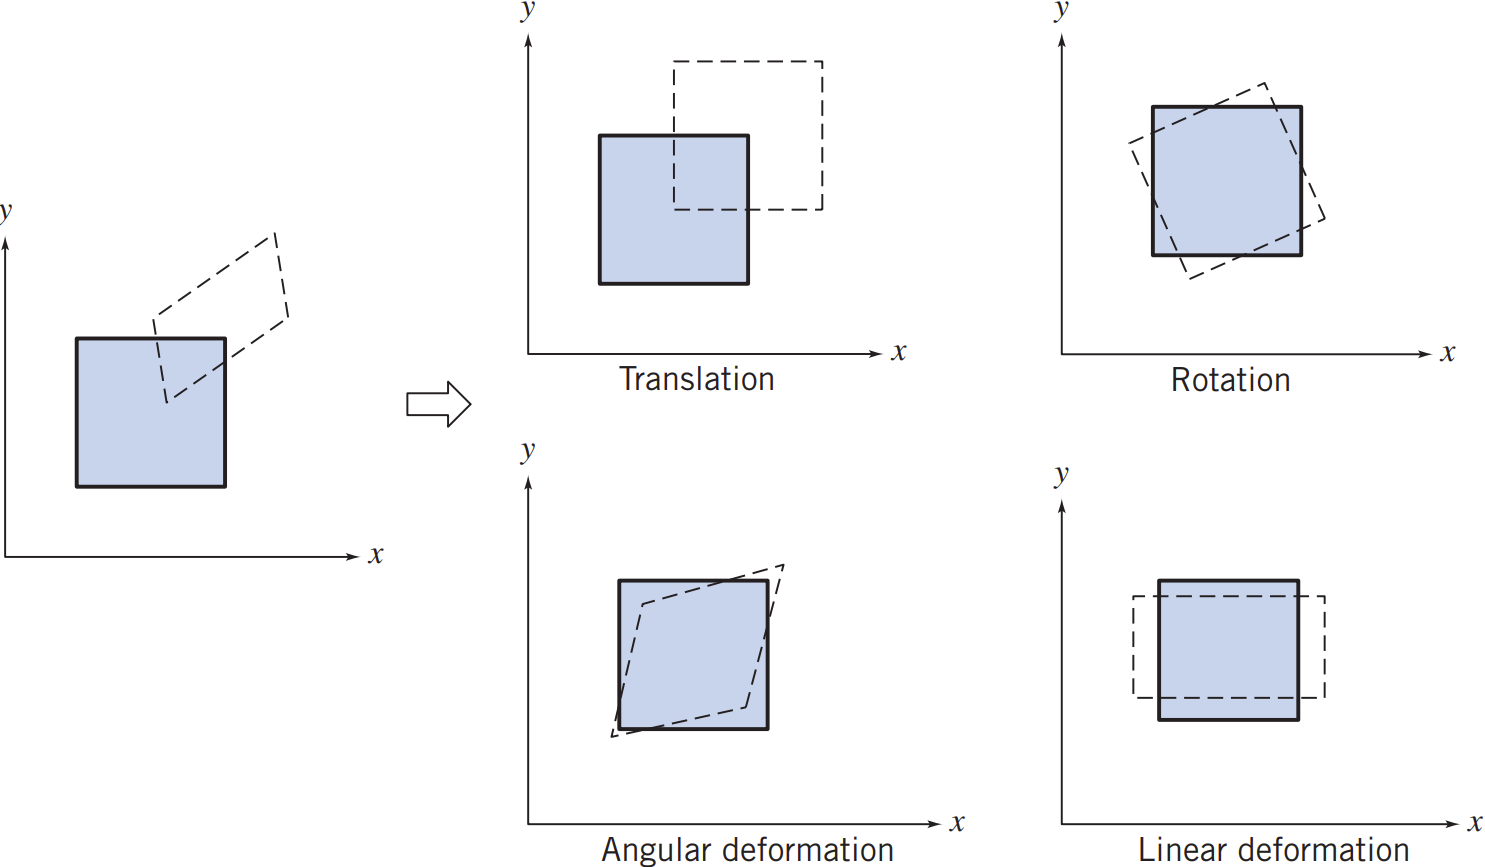 y
x
y
x
Translation
y
x
Rotation
y
x
Angular deformation
y
x
Linear deformation